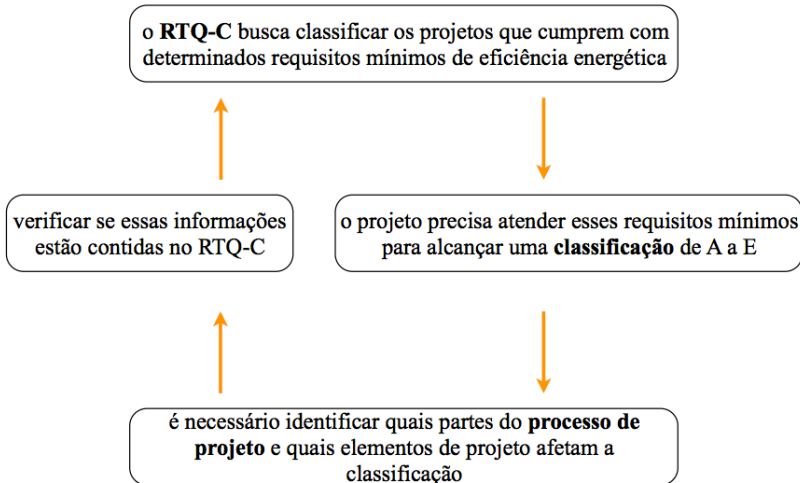 o RTQ-C busca classificar os projetos que cumprem com
determinados requisitos mínimos de eficiência energética
verificar se essas informações
estão contidas no RTQ-C
o projeto precisa atender esses requisitos mínimos
para alcançar uma classificação de A a E
é necessário identificar quais partes do processo de
projeto e quais elementos de projeto afetam a
classificação